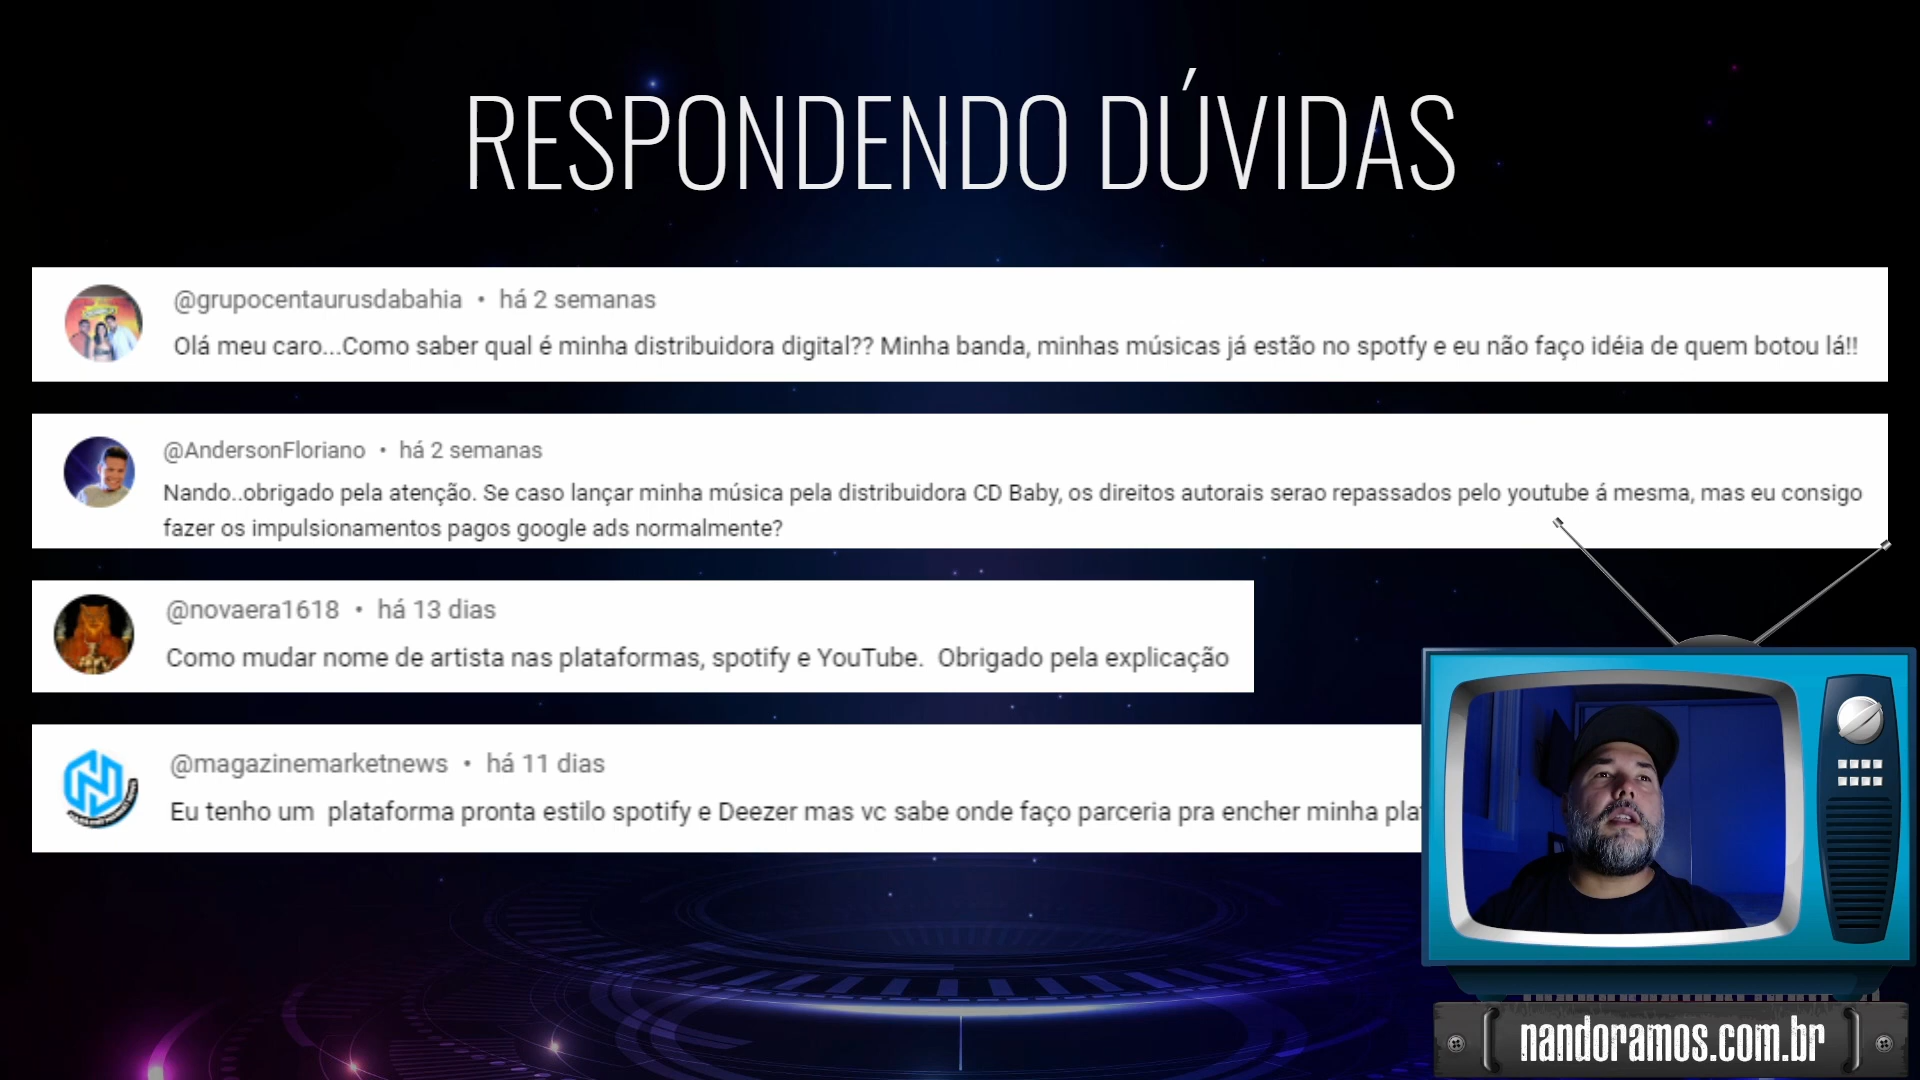 RESPONDENDO DÚVIDAS
@grupocentaurusdabahia • há 2 semanas
Olá meu caro...Como saber qual é minha distribuidora digital?? Minha banda, minhas músicas já estão no spotfy e eu não faço idéia de quem botou lá!!
@AndersonFloriano • há 2 semanas
Nando..obrigado pela atenção. Se caso lançar minha música pela distribuidora CD Baby, os direitos autorais serao repassados pelo youtube á mesma, mas eu consigo
fazer os impulsionamentos pagos google ads normalmente?
@novaera1618 • há 13 dias
Como mudar nome de artista nas plataformas, spotify e YouTube. Obrigado pela explicação
@magazinemarketnews • há 11 dias
Eu tenho um plataforma pronta estilo spotify e Deezer mas vc sabe onde faço parceria pra encher minha pla
nandoramos.com.br